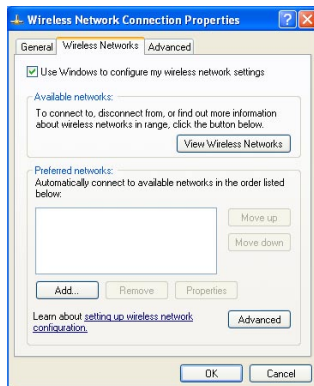 Wireless Network Connection Properties
General Wireless Networks Advanced
Use Windows to configure my wireless network settings
Available networks:
To connect to, disconnect from, or find out more information
about wireless networks in range, click the button below.
View Wireless Networks
Preferred networks:
Automatically connect to available networks in the order listed
below:
Move up
Move down
Add... Remove Properties
Learn about setting up wireless network
configuration.
Advanced
OK Cancel